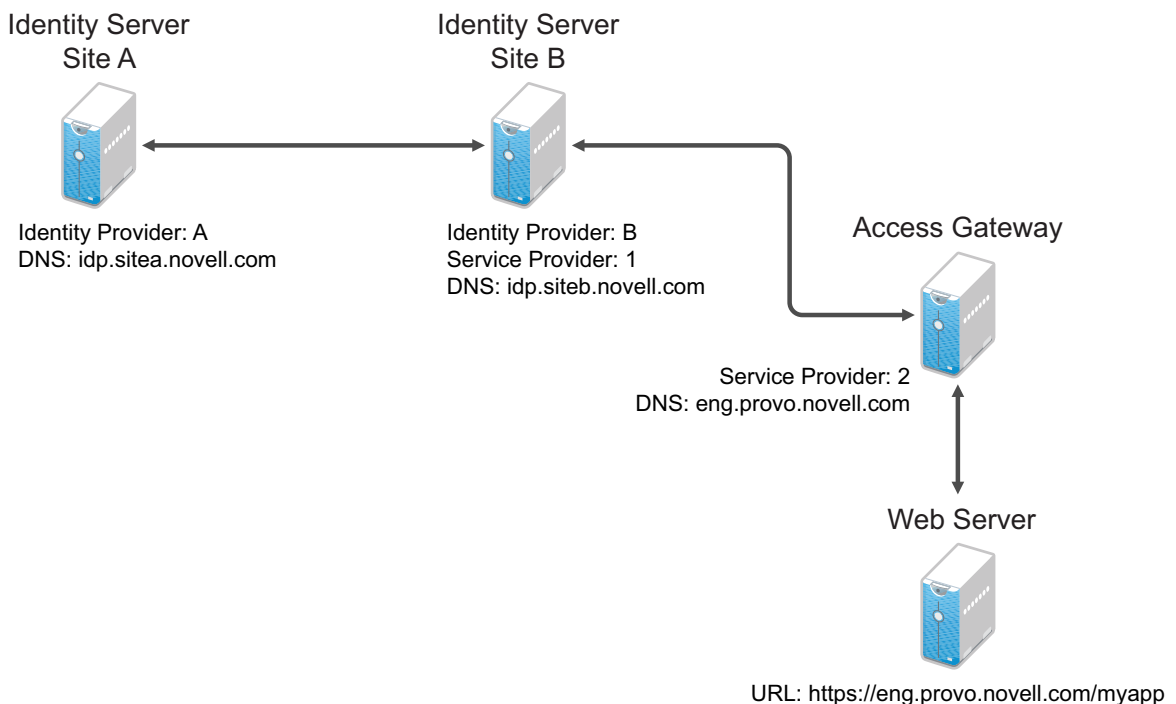 Identity Server
Site A
Identity Server
Site B
Identity Provider: A
DNS: idp.sitea.novell.com
Identity Provider: B
Service Provider: 1
DNS: idp.siteb.novell.com
Access Gateway
Service Provider: 2
DNS: eng.provo.novell.com
Web Server
URL: https://eng.provo.novell.com/myapp